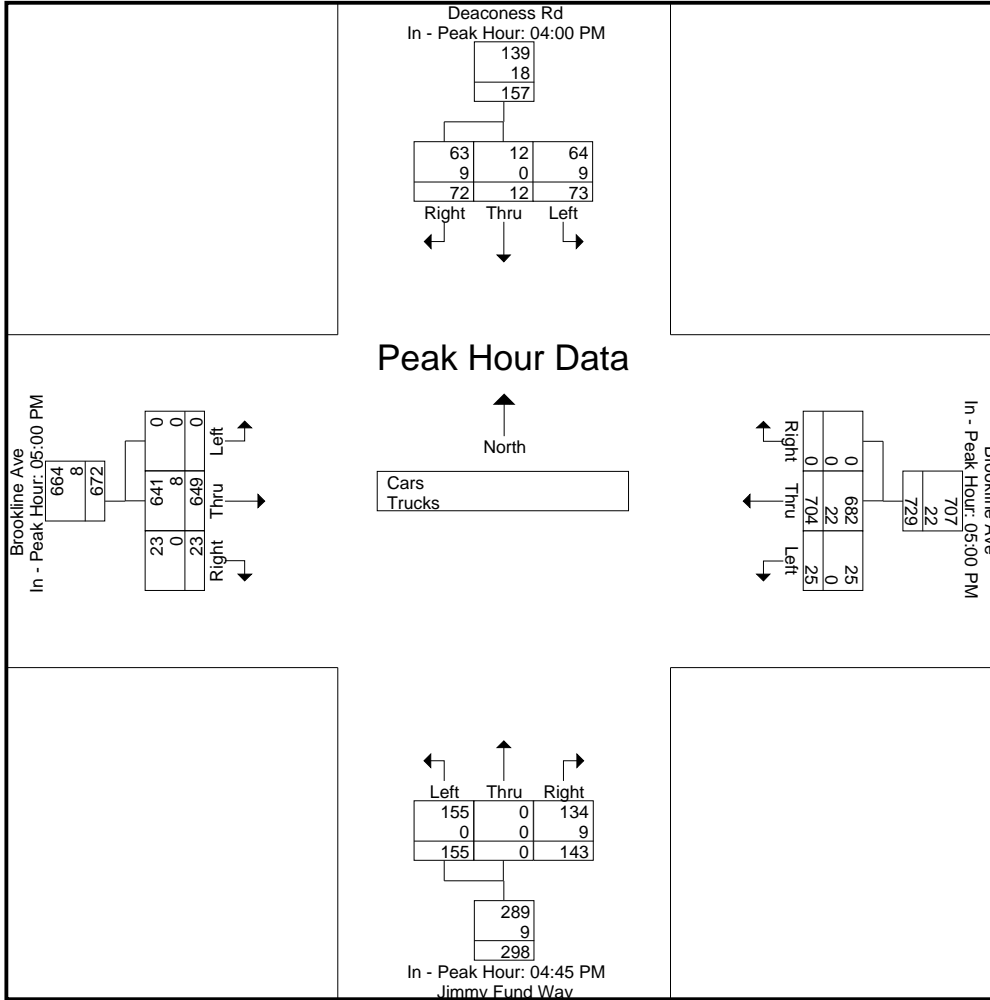 Deaconess Rd
In - Peak Hour: 04:00 PM
139
18
157
63 12 64
9 0 9
72 12 73
Right Thru Left
Peak Hour Data
North
Cars
Trucks
Brookline Ave
In - Peak Hour: 05:00 PM
664
8
672
0 641 23
0 8 0
0 649 23
Left Thru Right
Brookline Ave
In - Peak Hour: 05:00 PM
707
22
729
0 682 25
0 22 0
0 704 25
Right Thru Left
Left Thru Right
155 0 134
0 0 9
155 0 143
289
9
298
In - Peak Hour: 04:45 PM
Jimmy Fund Way